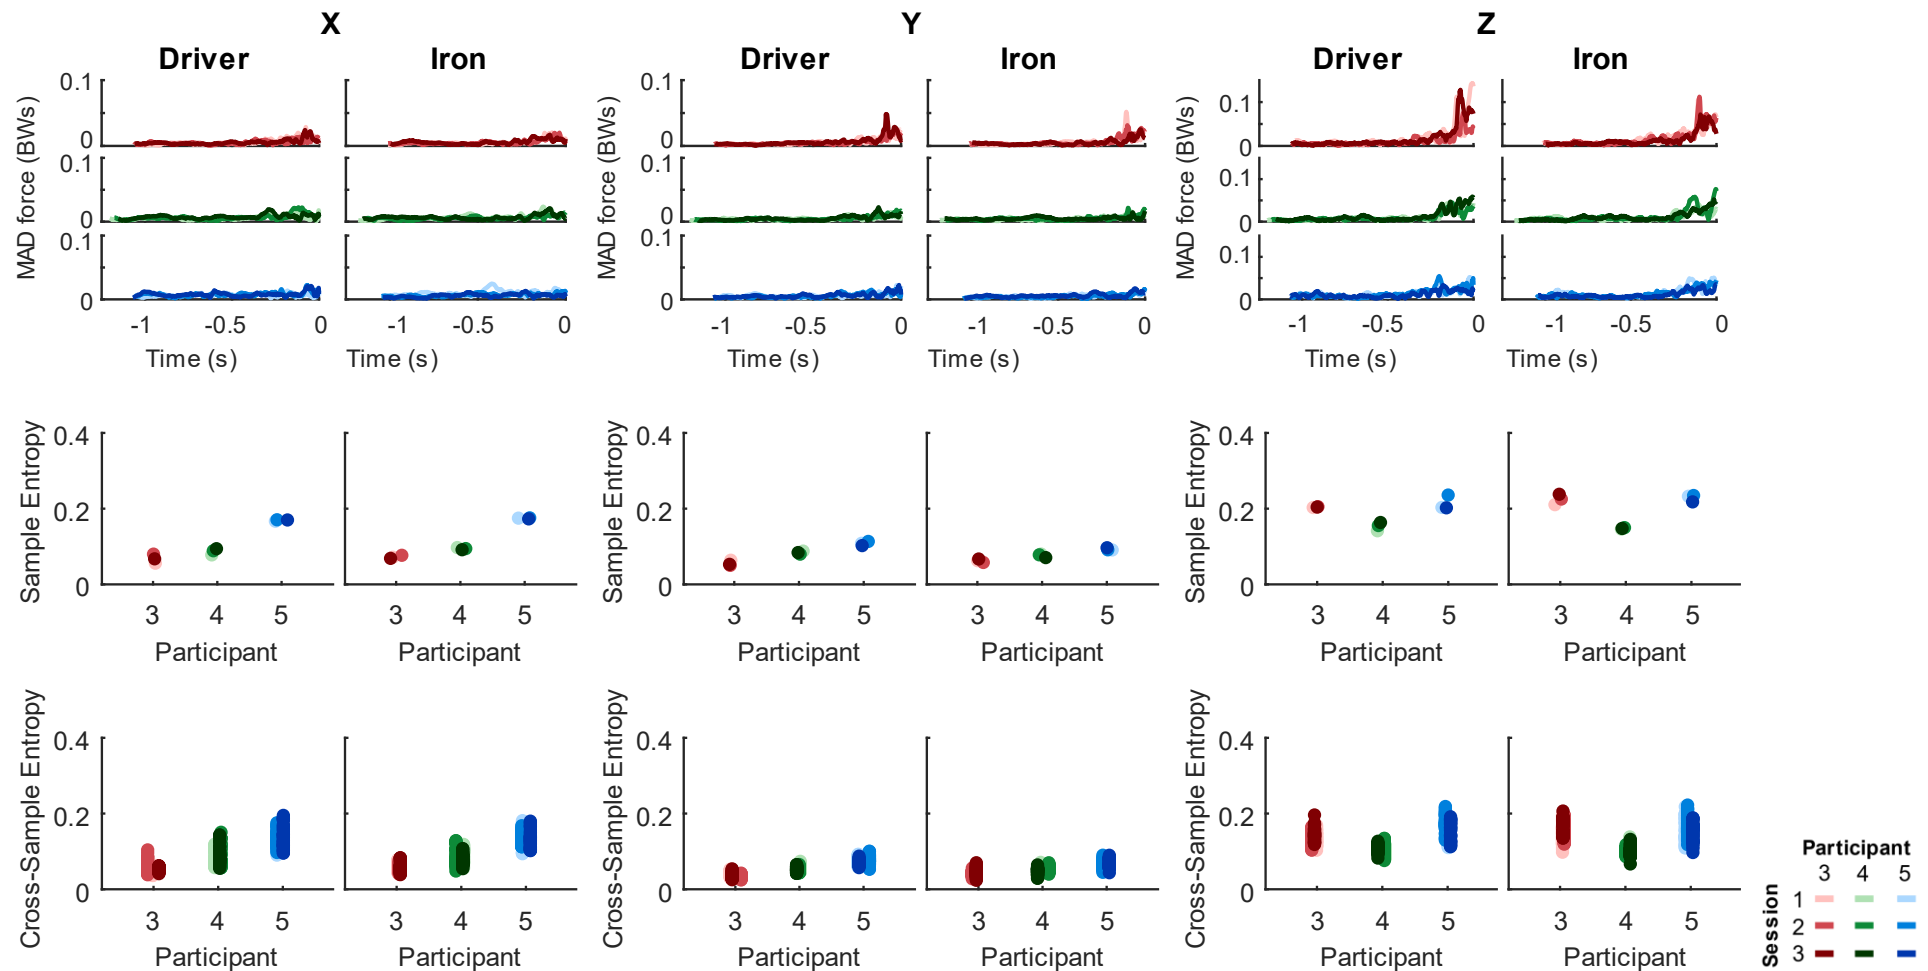 X Y Z
Driver Iron Driver Iron Driver Iron
MAD force (BWs) MAD force (BWs) MAD force (BWs)
0.1 0.1 0.1
0 0 0
0.1 0.1 0.1
0 0 0
0.1 0.1 0.1
0 0 0
-1 -0.5 0 -1 -0.5 0 -1 -0.5 0 -1 -0.5 0 -1 -0.5 0 -1 -0.5 0
Time (s) Time (s) Time (s) Time (s) Time (s) Time (s)
Sample Entropy Sample Entropy Sample Entropy
0.4 0.4 0.4
0.2 0.2 0.2
0 0 0
3 4 5 3 4 5 3 4 5 3 4 5 3 4 5 3 4 5
Participant Participant Participant Participant Participant Participant
Cross-Sample Entropy Cross-Sample Entropy Cross-Sample Entropy
0.4 0.4 0.4
0.2 0.2 0.2
0 0 0
3 4 5 3 4 5 3 4 5 3 4 5 3 4 5 3 4 5
Participant Participant Participant Participant Participant Participant
Participant
3 4 5
Session
1
2
3